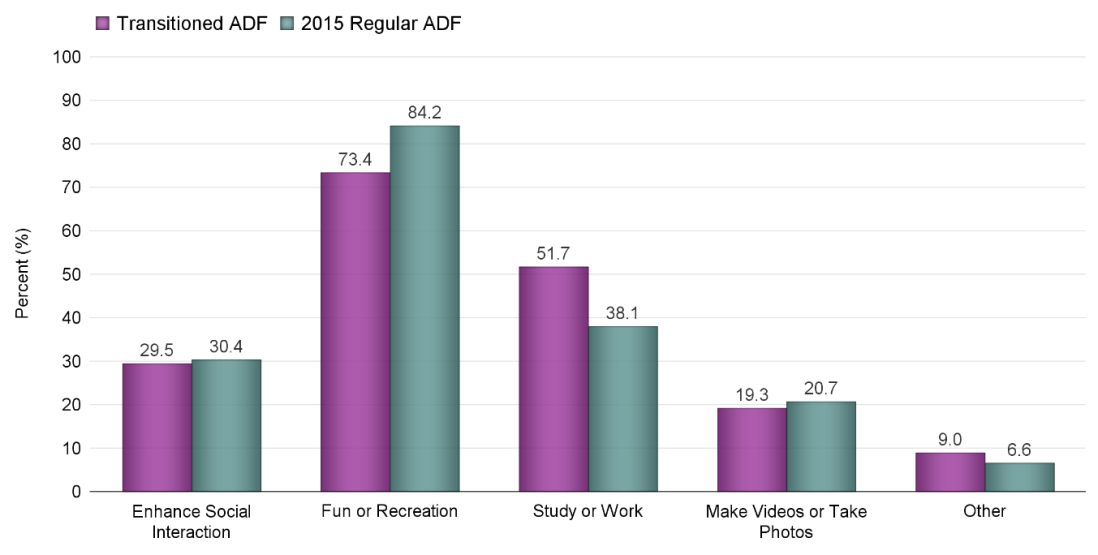 Transitioned ADF 2015 Regular ADF
100
90
80
70
60
50
40
30
20
10
0
Percent (%)
29.5 30.4
73.4 84.2
51.7 38.1
19.3 20.7
9.0 6.6
Enhance Social
Interaction
Fun or Recreation
Study or Work
Make Videos or Take
Photos
Other